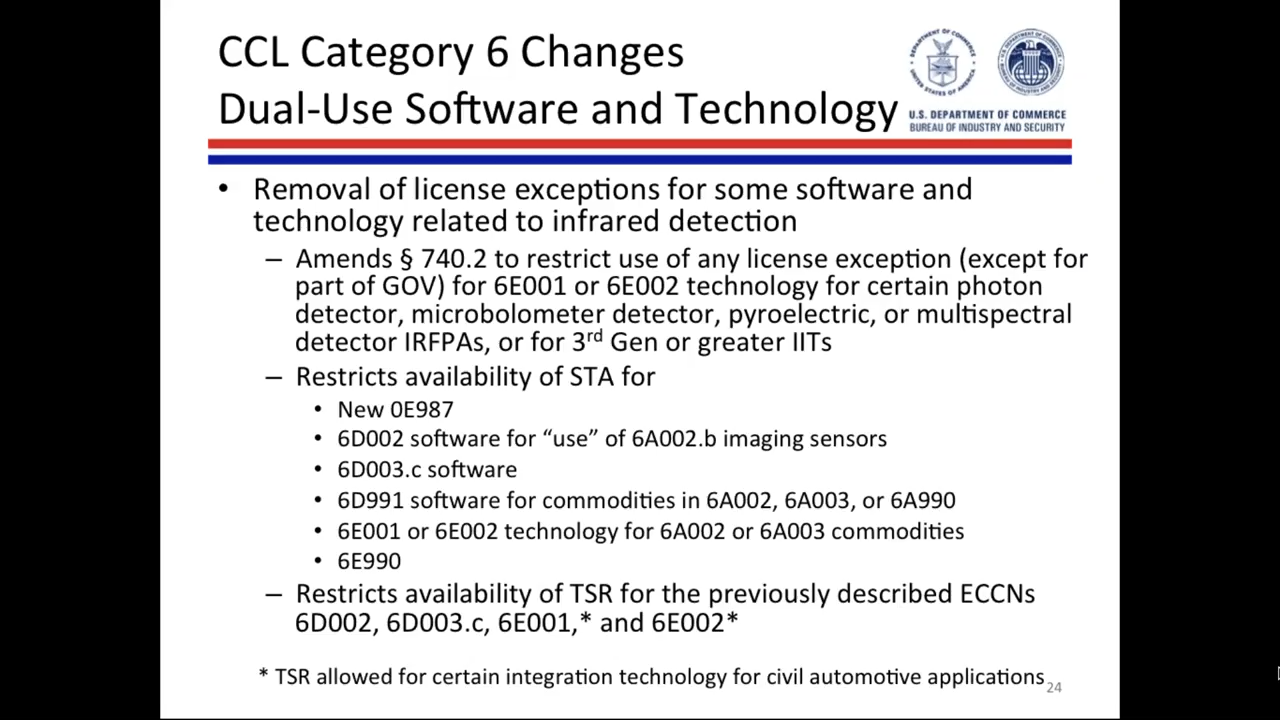 CCL Category 6 Changes
Dual-Use Software and Technology
U.S. DEPARTMENT OF COMMERCE
BUREAU OF INDUSTRY AND SECURITY
• Removal of license exceptions for some software and
technology related to infrared detection
– Amends § 740.2 to restrict use of any license exception (except for
part of GOV) for 6E001 or 6E002 technology for certain photon
detector, microbolometer detector, pyroelectric, or multispectral
detector IRFPAs, or for 3rd Gen or greater IITs
– Restricts availability of STA for
• New 0E987
• 6D002 software for “use” of 6A002.b imaging sensors
• 6D003.c software
• 6D991 software for commodities in 6A002, 6A003, or 6A990
• 6E001 or 6E002 technology for 6A002 or 6A003 commodities
• 6E990
– Restricts availability of TSR for the previously described ECCNs
6D002, 6D003.c, 6E001,* and 6E002*
* TSR allowed for certain integration technology for civil automotive applications
24